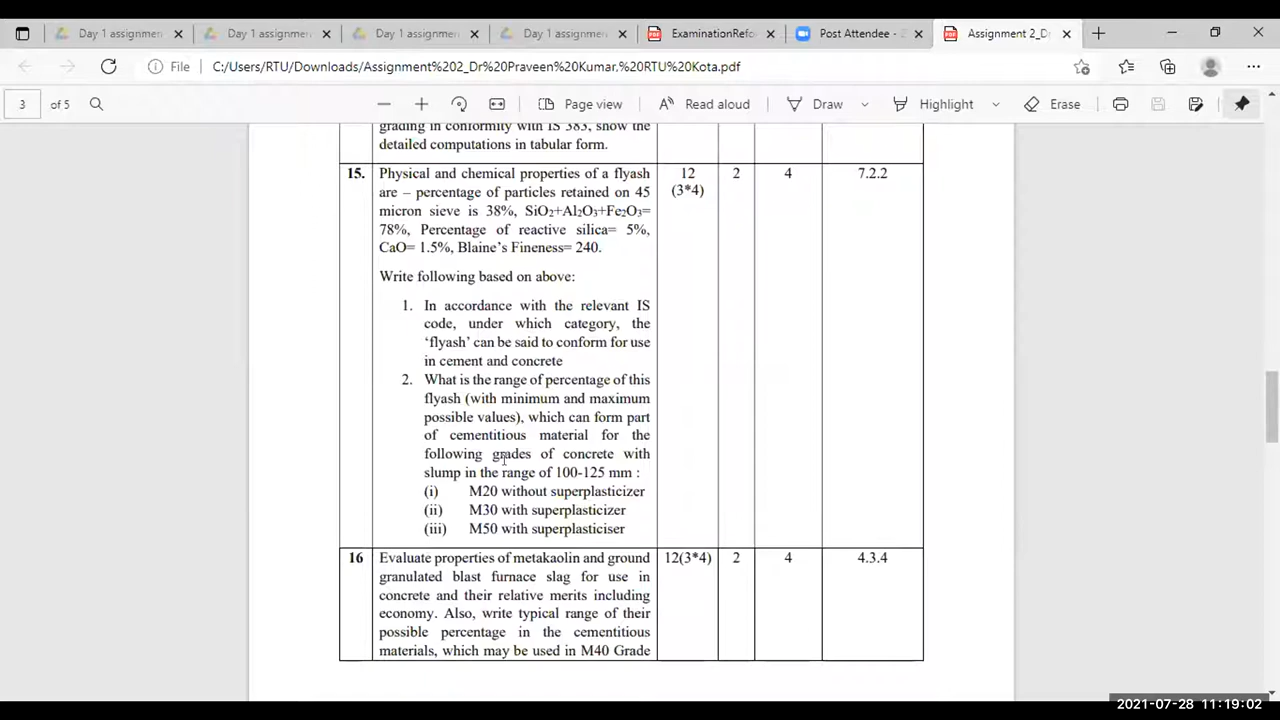 Day 1 assignmen
Day 1 assignmen
Day 1 assignmen
Day 1 assignmen
ExaminationRefo
Post Attendee - Z
Assignment 2_Dr
File
C:/Users/RTU/Downloads/Assignment%202_Dr%20Praveen%20Kumar,%20RTU%20Kota.pdf
3 of 5
Page view
Read aloud
Draw
Highlight
Erase
grading in conformity with IS 383, show the
detailed computations in tabular form.
15. Physical and chemical properties of a flyash 12 2 4 7.2.2
are – percentage of particles retained on 45 (3*4)
micron sieve is 38%, SiO2+Al2O3+Fe2O3=
78%, Percentage of reactive silica= 5%,
CaO= 1.5%, Blaine’s Fineness= 240.
Write following based on above:
1. In accordance with the relevant IS
code, under which category, the
‘flyash’ can be said to conform for use
in cement and concrete
2. What is the range of percentage of this
flyash (with minimum and maximum
possible values), which can form part
of cementitious material for the
following grades of concrete with
slump in the range of 100-125 mm :
(i) M20 without superplasticizer
(ii) M30 with superplasticizer
(iii) M50 with superplasticiser
16 Evaluate properties of metakaolin and ground 12(3*4) 2 4 4.3.4
granulated blast furnace slag for use in
concrete and their relative merits including
economy. Also, write typical range of their
possible percentage in the cementitious
materials, which may be used in M40 Grade
2021-07-28 11:19:02